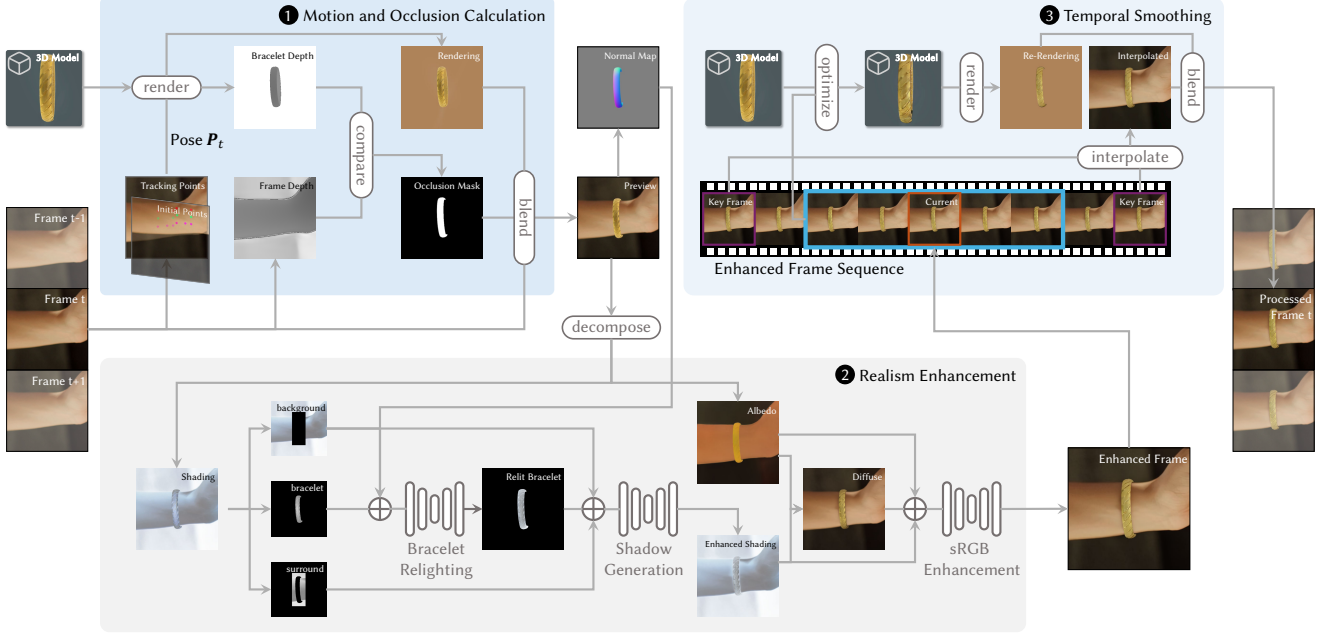 1 Motion and Occlusion Calculation
3D Model
render
Bracelet Depth
Rendering
Pose P_t
compare
Tracking Points
Initial Points
Frame Depth
Occlusion Mask
blend
Normal Map
Preview
Frame t-1
Frame t
Frame t+1
decompose
3 Temporal Smoothing
3D Model
optimize
3D Model
render
Re-Rendering
Interpolated
blend
interpolate
Key Frame
Current
Key Frame
Enhanced Frame Sequence
Processed
Frame t
2 Realism Enhancement
Shading
background
bracelet
surround
Bracelet
Relighting
Relit Bracelet
Shadow
Generation
Albedo
Enhanced Shading
Diffuse
sRGB
Enhancement
Enhanced Frame